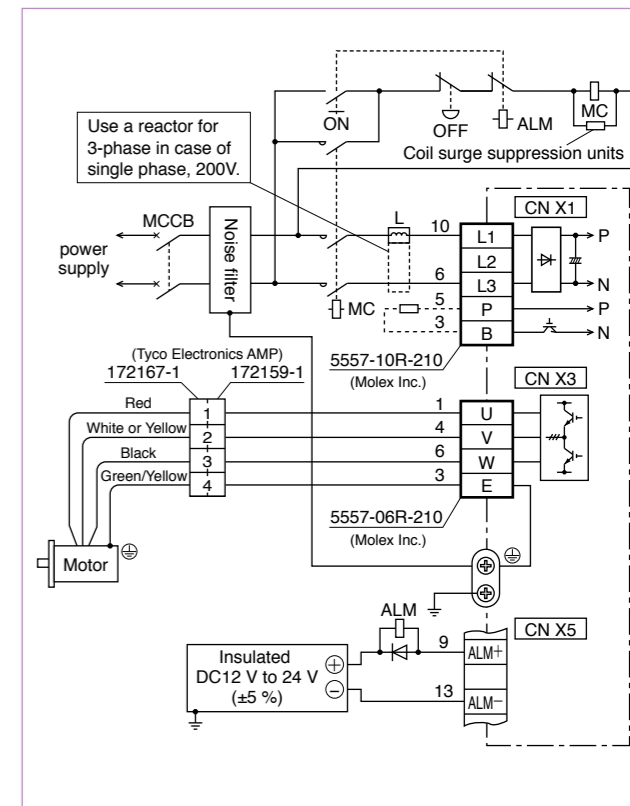 ON
OFF
ALM
MC
Coil surge suppression units
Use a reactor for
3-phase in case of
single phase, 200V.
MCCB
power
supply
Noise filter
MC
L
10
6
5
3
CN X1
L1
L2
L3
P
B
P
N
P
N
5557-10R-210
(Molex Inc.)
(Tyco Electronics AMP)
172167-1
172159-1
Red
White or Yellow
Black
Green/Yellow
1
2
3
4
1
4
6
3
CN X3
U
V
W
E
5557-06R-210
(Molex Inc.)
Motor
ALM
CN X5
Insulated
DC12 V to 24 V
(±5 %)
9
13
ALM+
ALM−